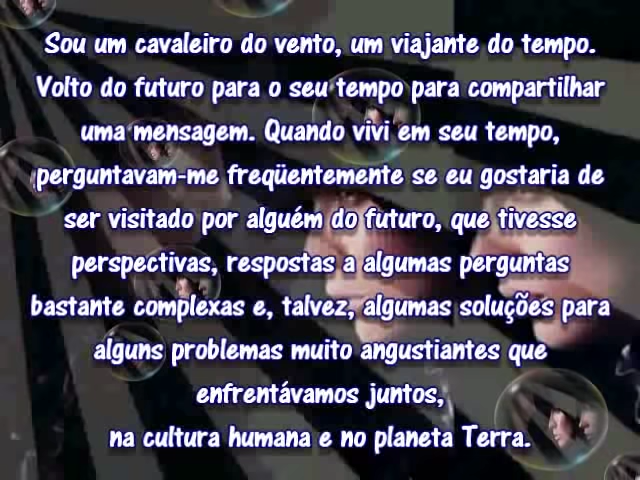 Sou um cavaleiro do vento, um viajante do tempo.
Volto do futuro para o seu tempo para compartilhar
uma mensagem. Quando vivi em seu tempo,
perguntavam-me freqüentemente se eu gostaria de
ser visitado por alguém do futuro, que tivesse
perspectivas, respostas a algumas perguntas
bastante complexas e, talvez, algumas soluções para
alguns problemas muito angustiantes que
enfrentávamos juntos,
na cultura humana e no planeta Terra.